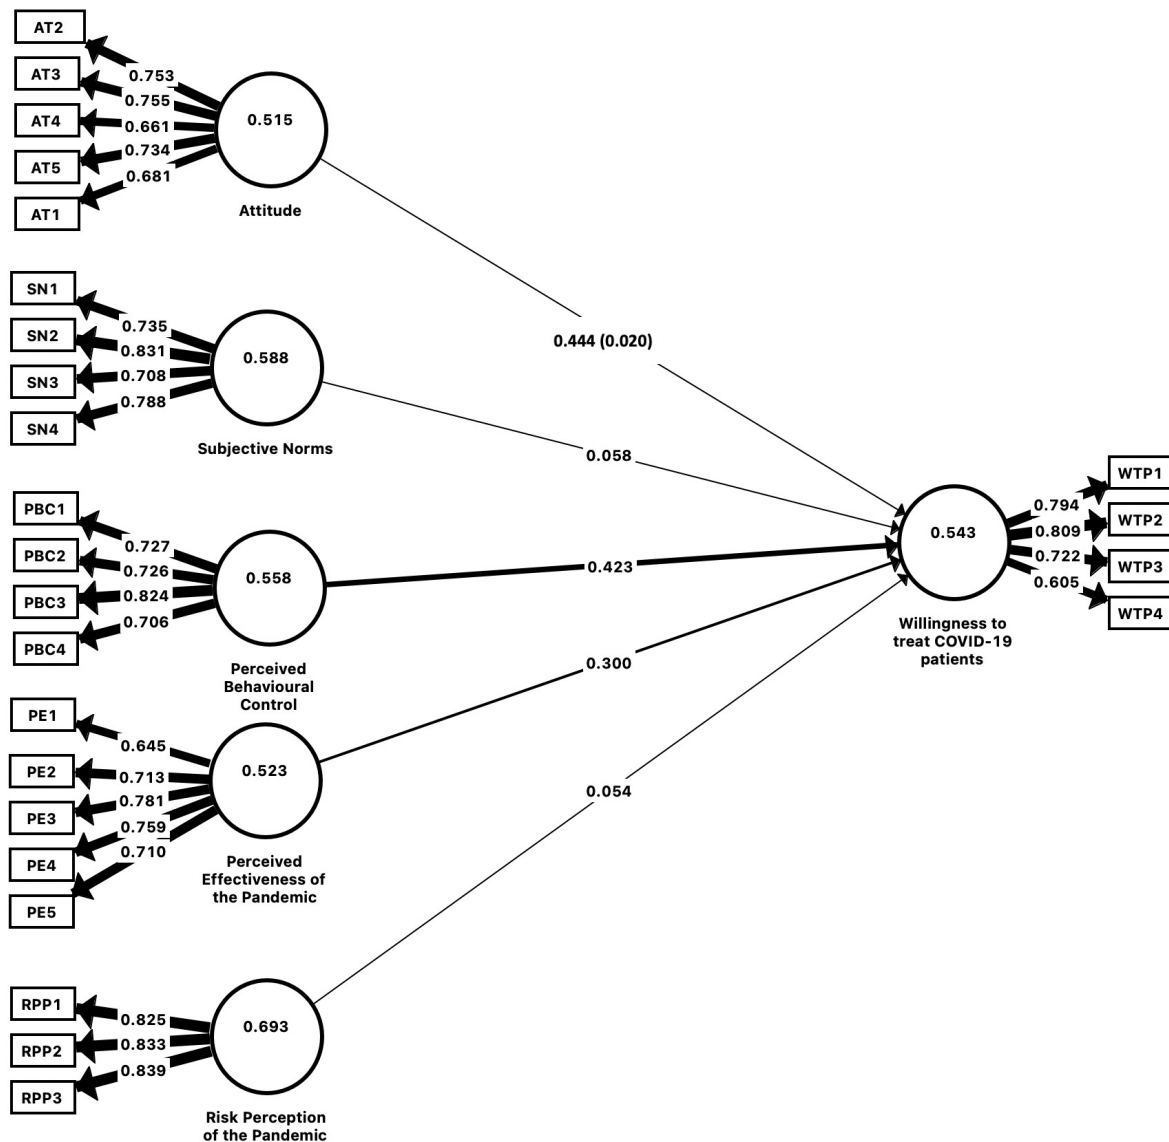 AT2
AT3
AT4
AT5
AT1
0.753
0.755
0.661
0.734
0.681
0.515
Attitude
SN1
SN2
SN3
SN4
0.735
0.831
0.708
0.788
0.588
Subjective Norms
PBC1
PBC2
PBC3
PBC4
0.727
0.726
0.824
0.706
0.558
Perceived
Behavioural
Control
PE1
PE2
PE3
PE4
PE5
0.645
0.713
0.781
0.759
0.710
0.523
Perceived
Effectiveness of
the Pandemic
RPP1
RPP2
RPP3
0.825
0.833
0.839
0.693
Risk Perception
of the Pandemic
0.444 (0.020)
0.058
0.423
0.300
0.054
0.543
Willingness to
treat COVID-19
patients
0.794
0.809
0.722
0.605
WTP1
WTP2
WTP3
WTP4